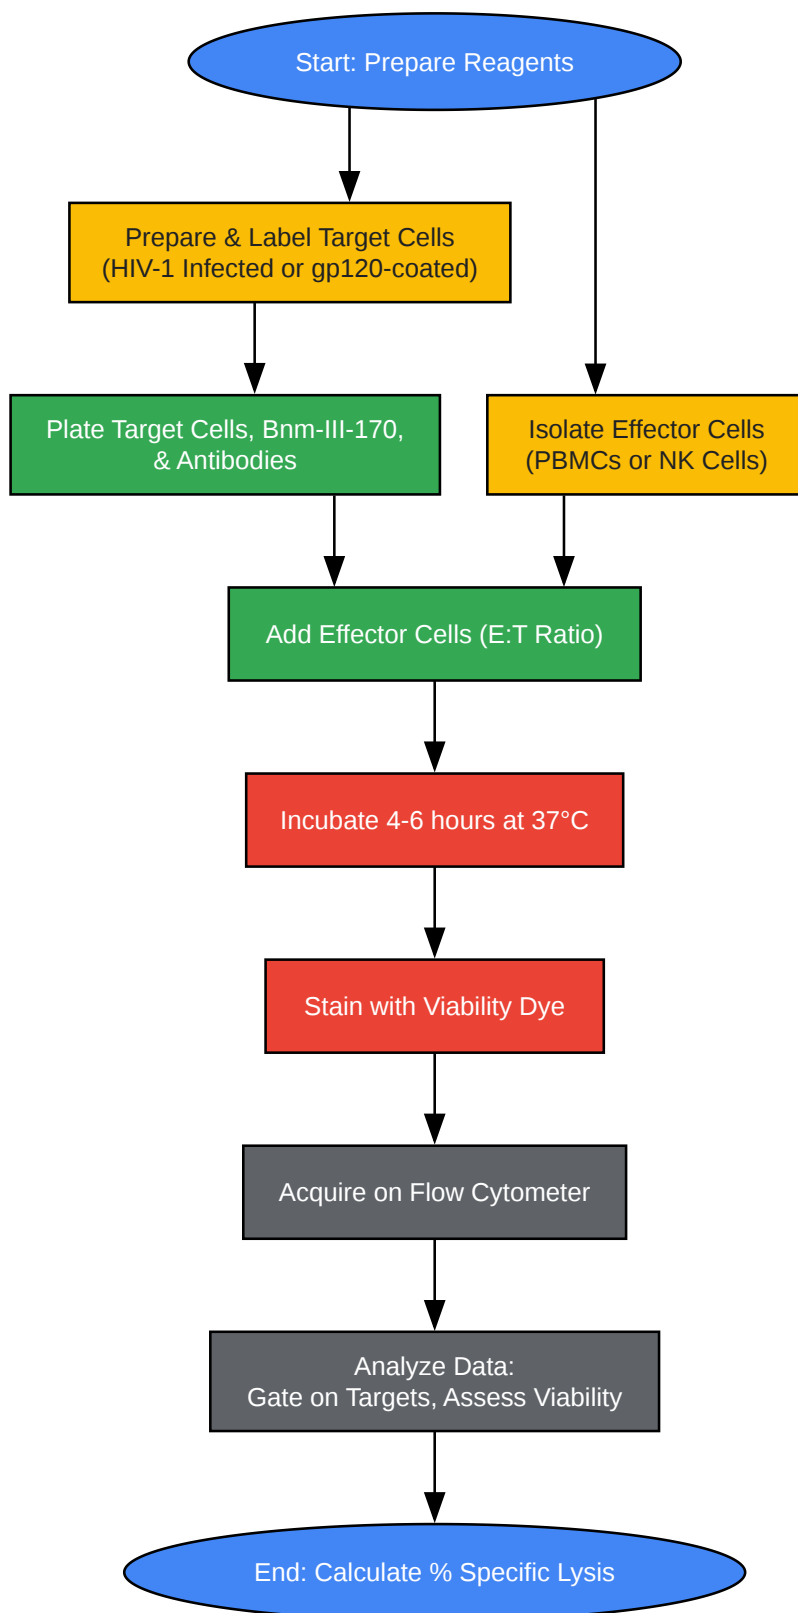 Start: Prepare Reagents
Prepare & Label Target Cells
(HIV-1 Infected or gp120-coated)
Plate Target Cells, Bnm-III-170,
& Antibodies
Isolate Effector Cells
(PBMCs or NK Cells)
Add Effector Cells (E:T Ratio)
Incubate 4-6 hours at 37°C
Stain with Viability Dye
Acquire on Flow Cytometer
Analyze Data:
Gate on Targets, Assess Viability
End: Calculate % Specific Lysis